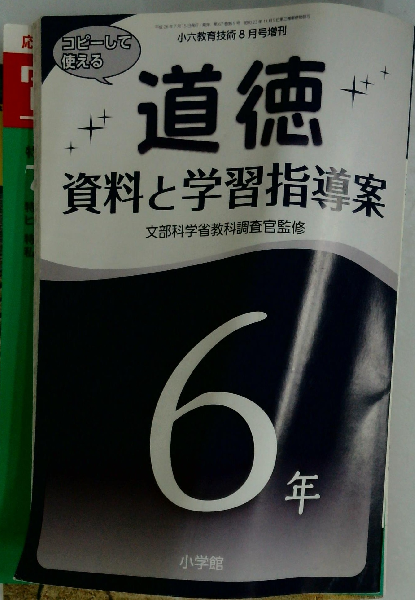 小六教育技術8月号増刊
コピーして
使える
道徳
資料と学習指導案
文部科学省教科調査官監修
6年
小学館
応